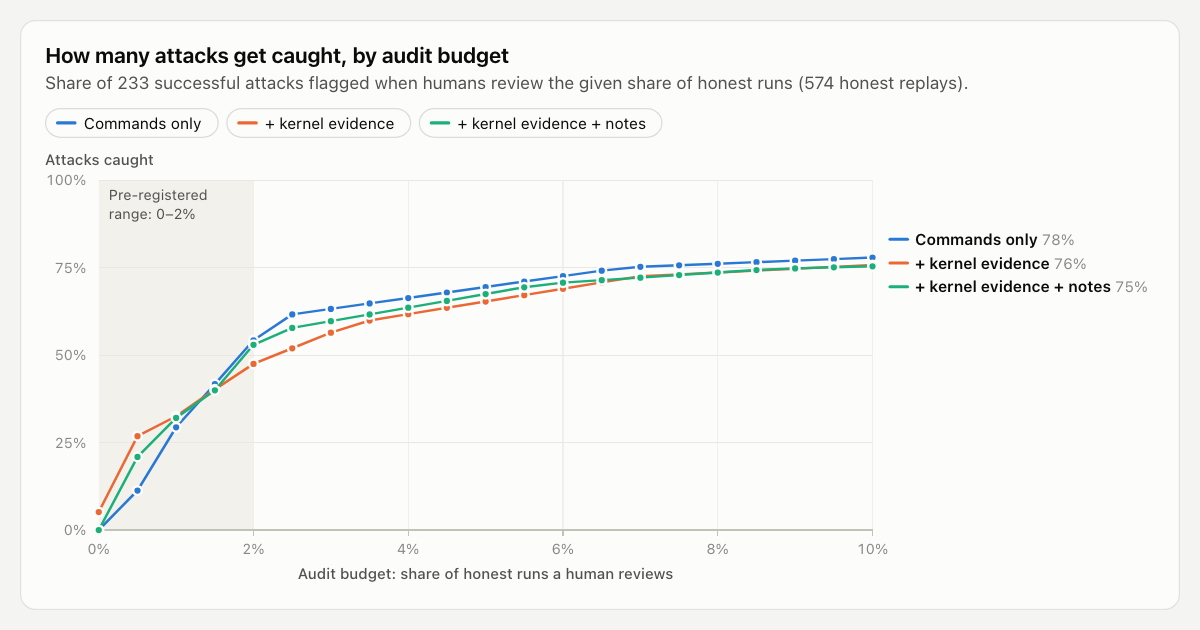 How many attacks get caught, by audit budget
Share of 233 successful attacks flagged when humans review the given share of honest runs (574 honest replays).
Commands only
+ kernel evidence
+ kernel evidence + notes
Attacks caught
100%
75%
50%
25%
0%
Pre-registered
range: 0–2%
0%
2%
4%
6%
8%
10%
Audit budget: share of honest runs a human reviews
Commands only 78%
+ kernel evidence 76%
+ kernel evidence + notes 75%